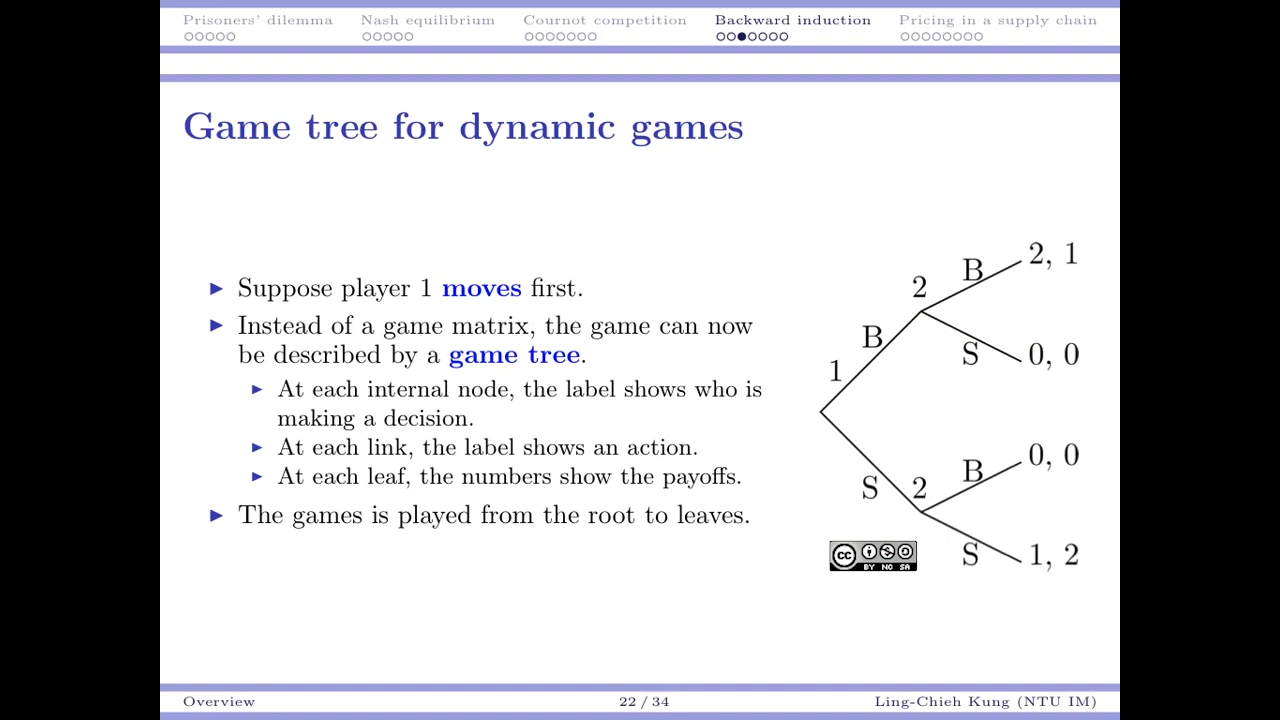 Prisoners' dilemma Nash equilibrium Cournot competition Backward induction Pricing in a supply chain
Game tree for dynamic games
Suppose player 1 moves first.
Instead of a game matrix, the game can now
be described by a game tree.
At each internal node, the label shows who is
making a decision.
At each link, the label shows an action.
At each leaf, the numbers show the payoffs.
The games is played from the root to leaves.
2, 1
B
2
B
S
0, 0
1
0, 0
B
S
2
S
1, 2
cc
BY NC SA
Overview 22 / 34 Ling-Chieh Kung (NTU IM)